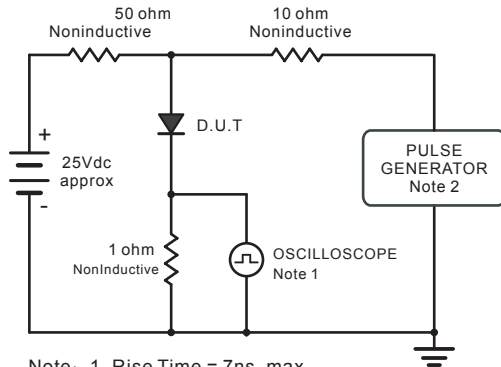 50 ohm
Noninductive
10 ohm
Noninductive
+
25Vdc
approx
-
D.U.T
PULSE
GENERATOR
Note 2
1 ohm
NonInductive
OSCILLOSCOPE
Note 1
Note: 1. Rise Time = 7ns, max.